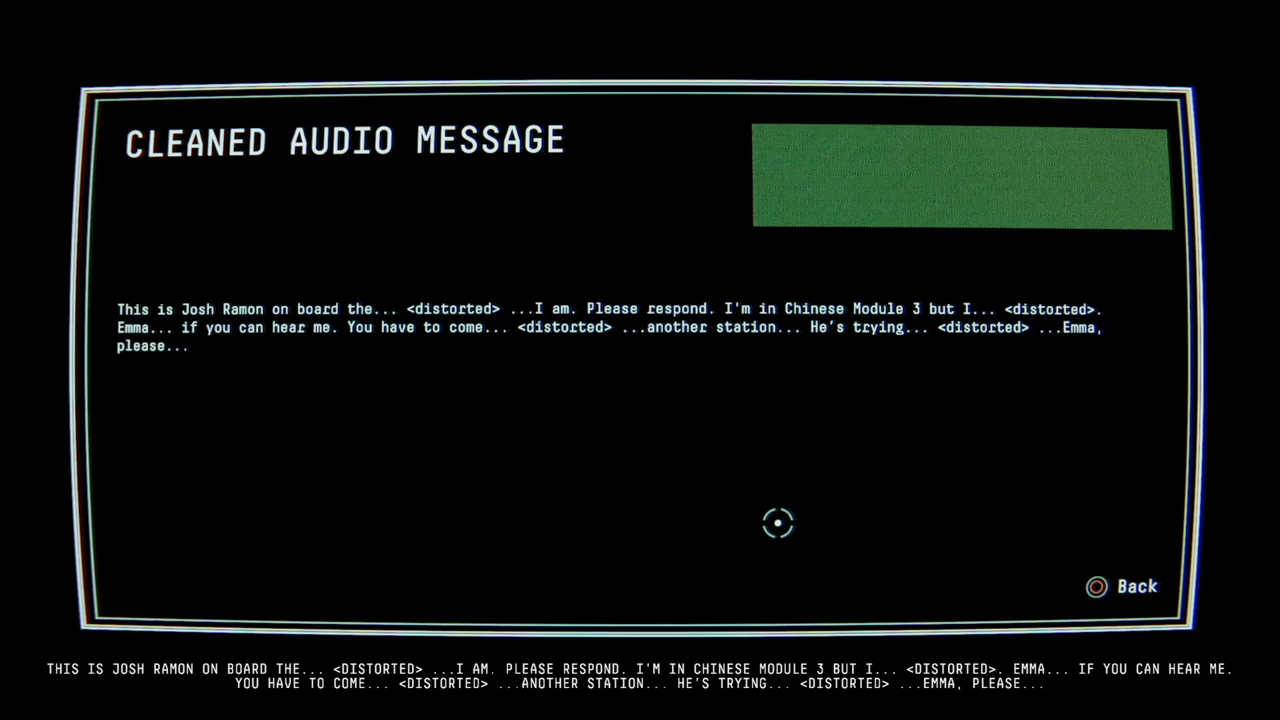 CLEANED AUDIO MESSAGE
This is Josh Ramon on board the... <distorted> ...I am. Please respond. I'm in Chinese Module 3 but I... <distorted>.
Emma... if you can hear me. You have to come... <distorted> ...another station... He's trying... <distorted> ...Emma,
please...
Back
THIS IS JOSH RAMON ON BOARD THE... <DISTORTED> ...I AM. PLEASE RESPOND. I'M IN CHINESE MODULE 3 BUT I... <DISTORTED>. EMMA... IF YOU CAN HEAR ME.
YOU HAVE TO COME... <DISTORTED> ...ANOTHER STATION... HE'S TRYING... <DISTORTED> ...EMMA, PLEASE...